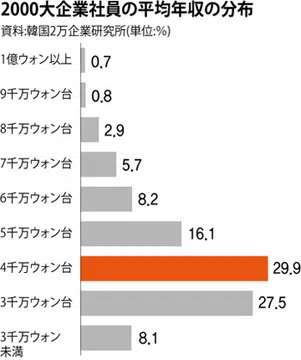 2000大企業社員の平均年収の分布
資料:韓国2万企業研究所(単位:%)
1億ウォン以上 0.7
9千万ウォン台 0.8
8千万ウォン台 2.9
7千万ウォン台 5.7
6千万ウォン台 8.2
5千万ウォン台 16.1
4千万ウォン台 29.9
3千万ウォン台 27.5
3千万ウォン 8.1
未満